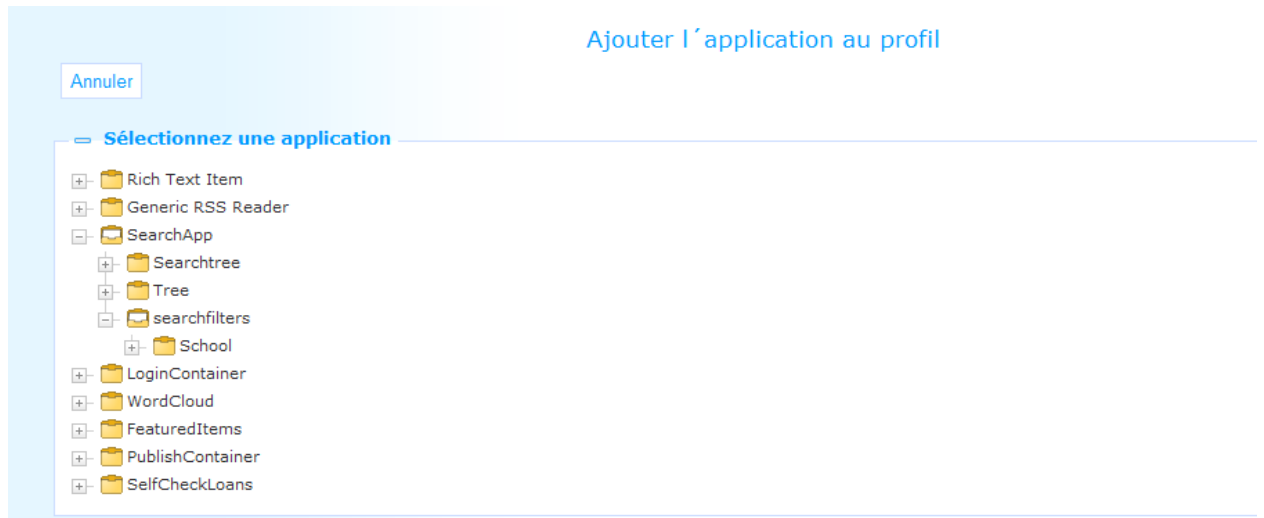 Ajouter l´application au profil
Annuler
Sélectionnez une application
Rich Text Item
Generic RSS Reader
SearchApp
Searchtree
Tree
searchfilters
School
LoginContainer
WordCloud
FeaturedItems
PublishContainer
SelfCheckLoans